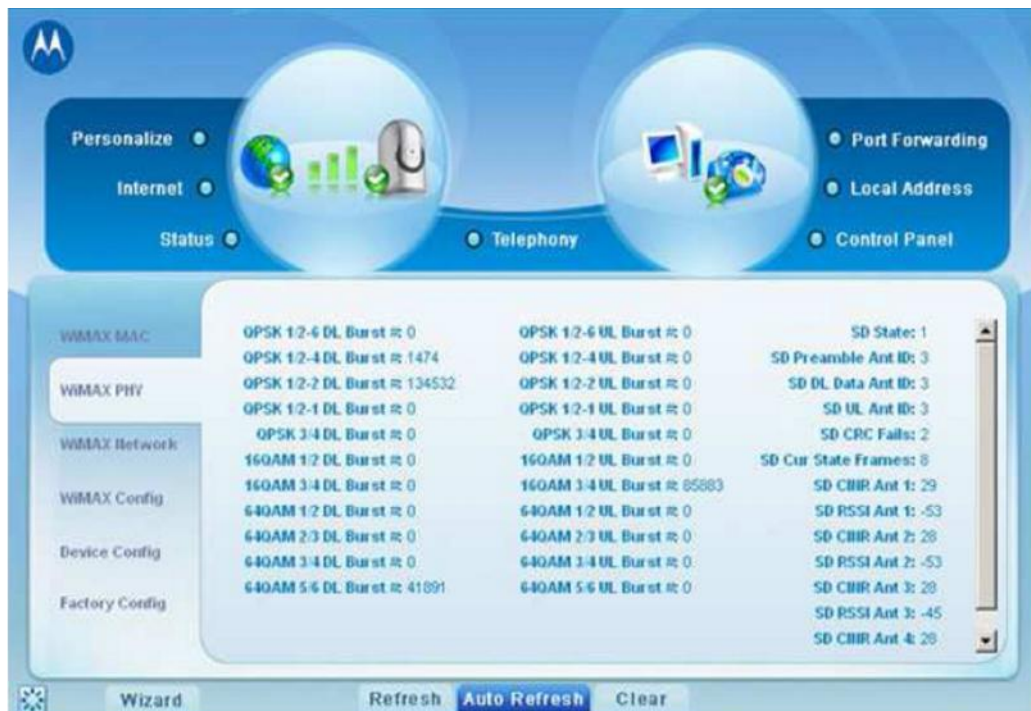 Personalize
Internet
Status
Telephony
Port Forwarding
Local Address
Control Panel
WiMAX MAC
WiMAX PHY
WiMAX Network
WiMAX Config
Device Config
Factory Config
QPSK 1/2-6 DL Burst #: 0
QPSK 1/2-4 DL Burst #: 1474
QPSK 1/2-2 DL Burst #: 134532
QPSK 1/2-1 DL Burst #: 0
QPSK 3/4 DL Burst #: 0
16QAM 1/2 DL Burst #: 0
16QAM 3/4 DL Burst #: 0
64QAM 1/2 DL Burst #: 0
64QAM 2/3 DL Burst #: 0
64QAM 3/4 DL Burst #: 0
64QAM 5/6 DL Burst #: 41891
QPSK 1/2-6 UL Burst #: 0
QPSK 1/2-4 UL Burst #: 0
QPSK 1/2-2 UL Burst #: 0
QPSK 1/2-1 UL Burst #: 0
QPSK 3/4 UL Burst #: 0
16QAM 1/2 UL Burst #: 0
16QAM 3/4 UL Burst #: 85883
64QAM 1/2 UL Burst #: 0
64QAM 2/3 UL Burst #: 0
64QAM 3/4 UL Burst #: 0
64QAM 5/6 UL Burst #: 0
SD State: 1
SD Preamble Ant ID: 3
SD DL Data Ant ID: 3
SD UL Ant ID: 3
SD CRC Fails: 2
SD Cur State Frames: 8
SD CINR Ant 1: 29
SD RSSI Ant 1: -53
SD CINR Ant 2: 28
SD RSSI Ant 2: -53
SD CINR Ant 3: 28
SD RSSI Ant 3: -45
SD CINR Ant 4: 28
Wizard
Refresh
Auto Refresh
Clear